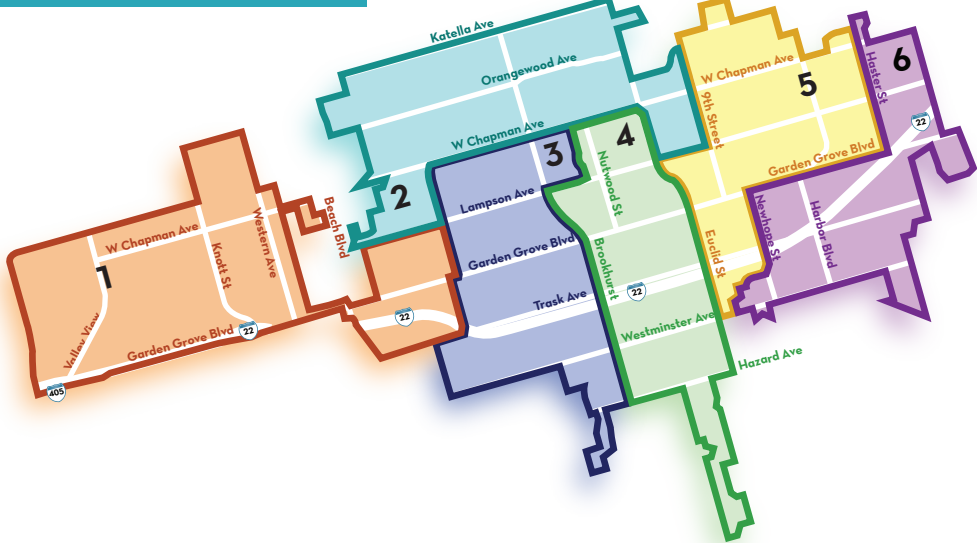 Katella Ave
Orangewood Ave
W Chapman Ave
2
3
4
5
6
W Chapman Ave
9th Street
Haster St
22
Garden Grove Blvd
Lampson Ave
Nutwood St
Garden Grove Blvd
Brookhurst
Trask Ave
22
Westminster Ave
Hazard Ave
Euclid St
Newhope St
Harbor Blvd
Beach Blvd
Western Ave
W Chapman Ave
Knott St
1
Valley View
Garden Grove Blvd
22
22
405